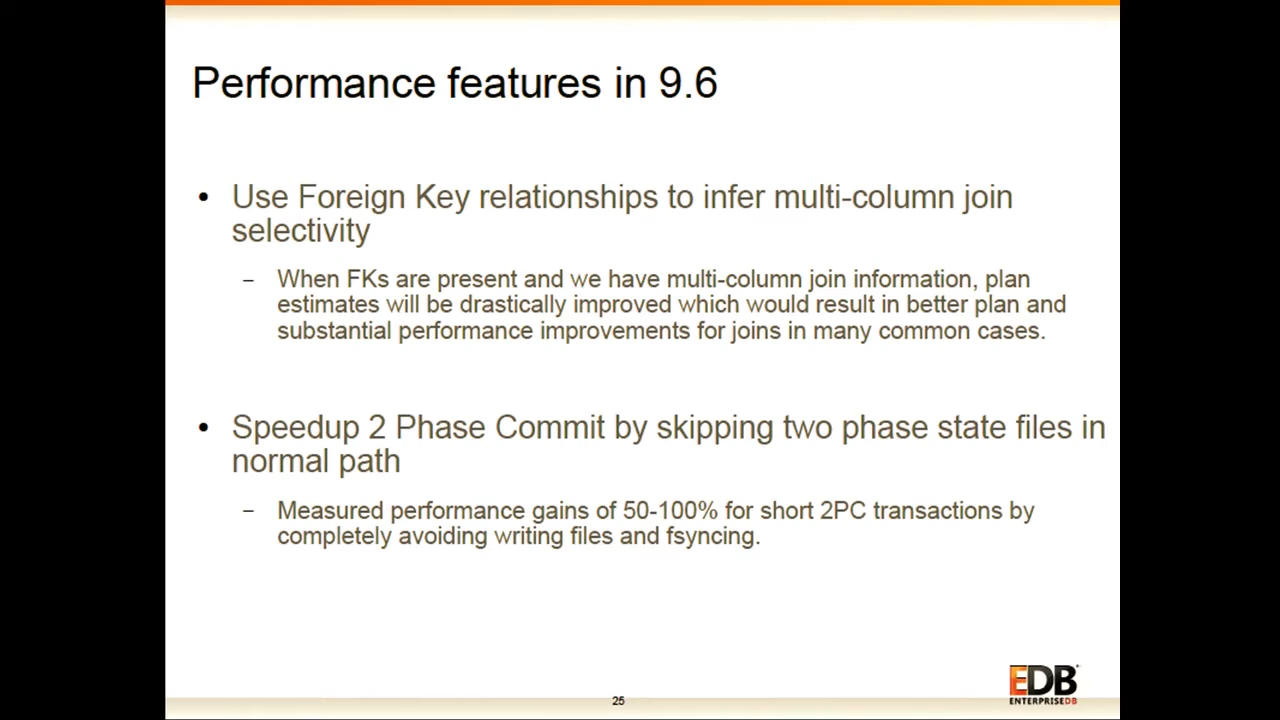 Performance features in 9.6
• Use Foreign Key relationships to infer multi-column join
selectivity
– When FKs are present and we have multi-column join information, plan
estimates will be drastically improved which would result in better plan and
substantial performance improvements for joins in many common cases.
• Speedup 2 Phase Commit by skipping two phase state files in
normal path
– Measured performance gains of 50-100% for short 2PC transactions by
completely avoiding writing files and fsyncing.
25
EDB
ENTERPRISEDB